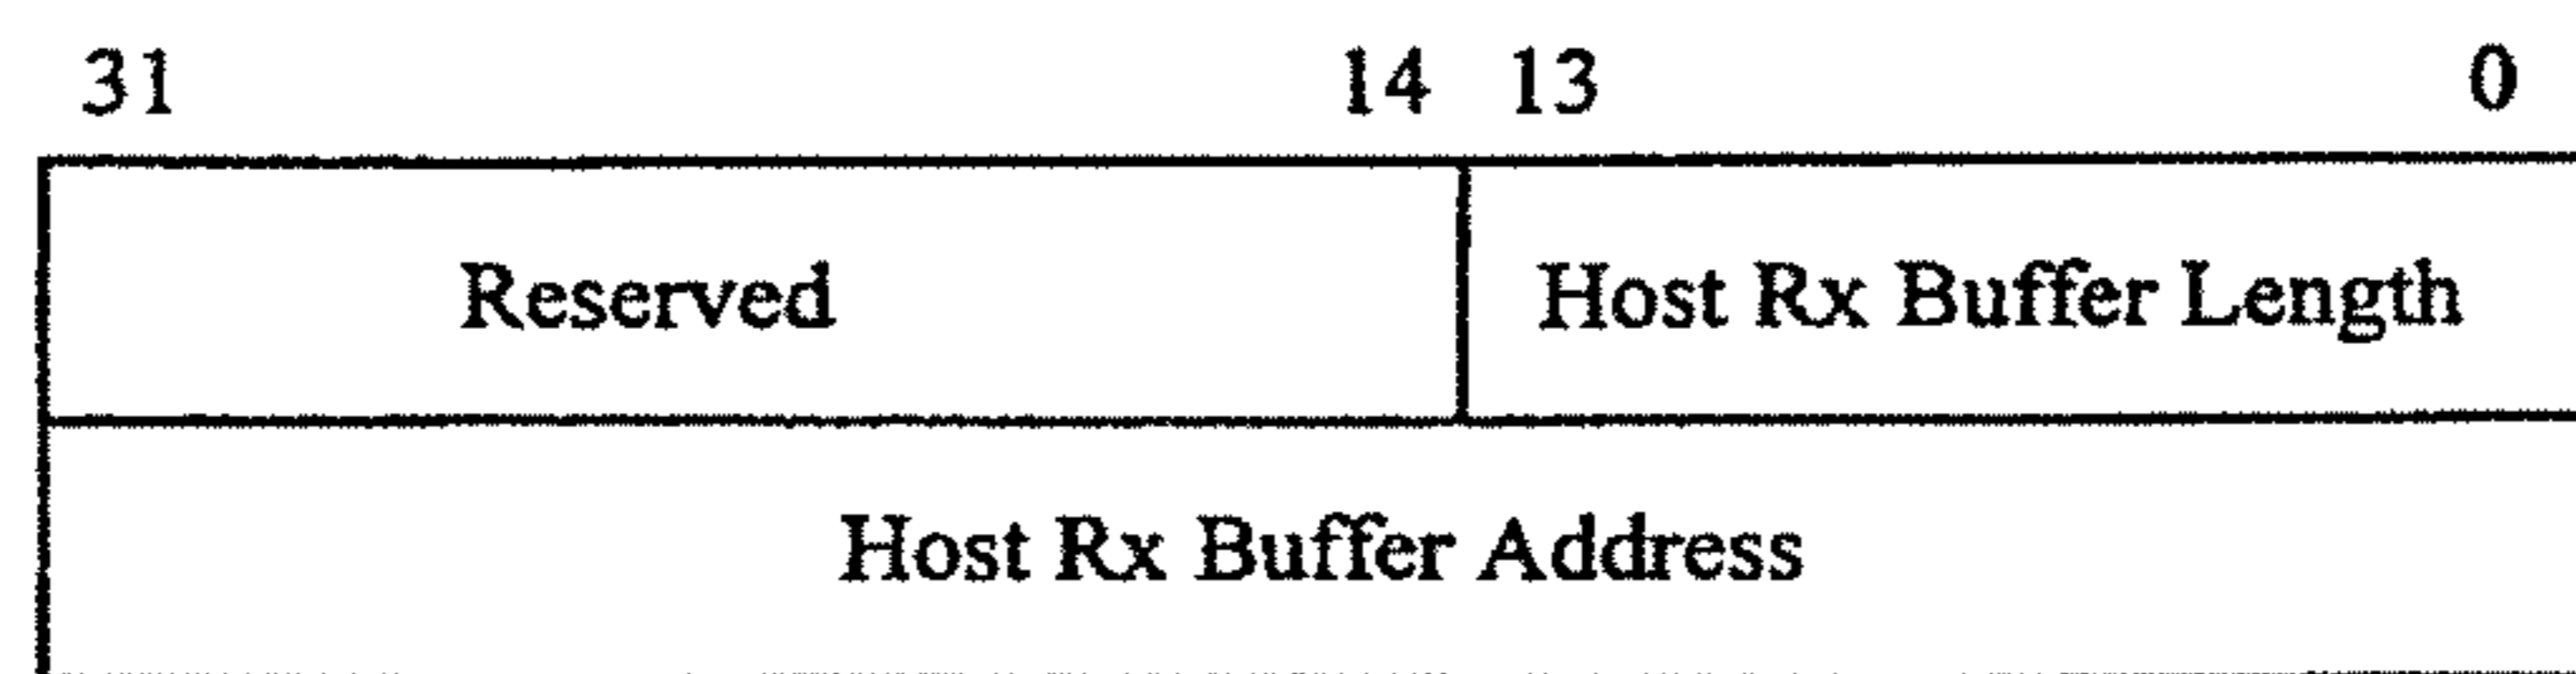 31 14 13 0
Reserved Host Rx Buffer Length
Host Rx Buffer Address